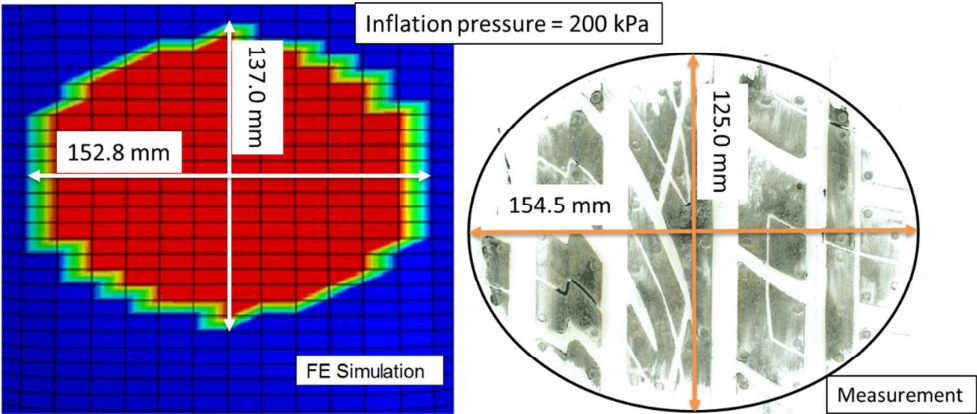 Inflation pressure = 200 kPa
137.0 mm
152.8 mm
FE Simulation
125.0 mm
154.5 mm
Measurement